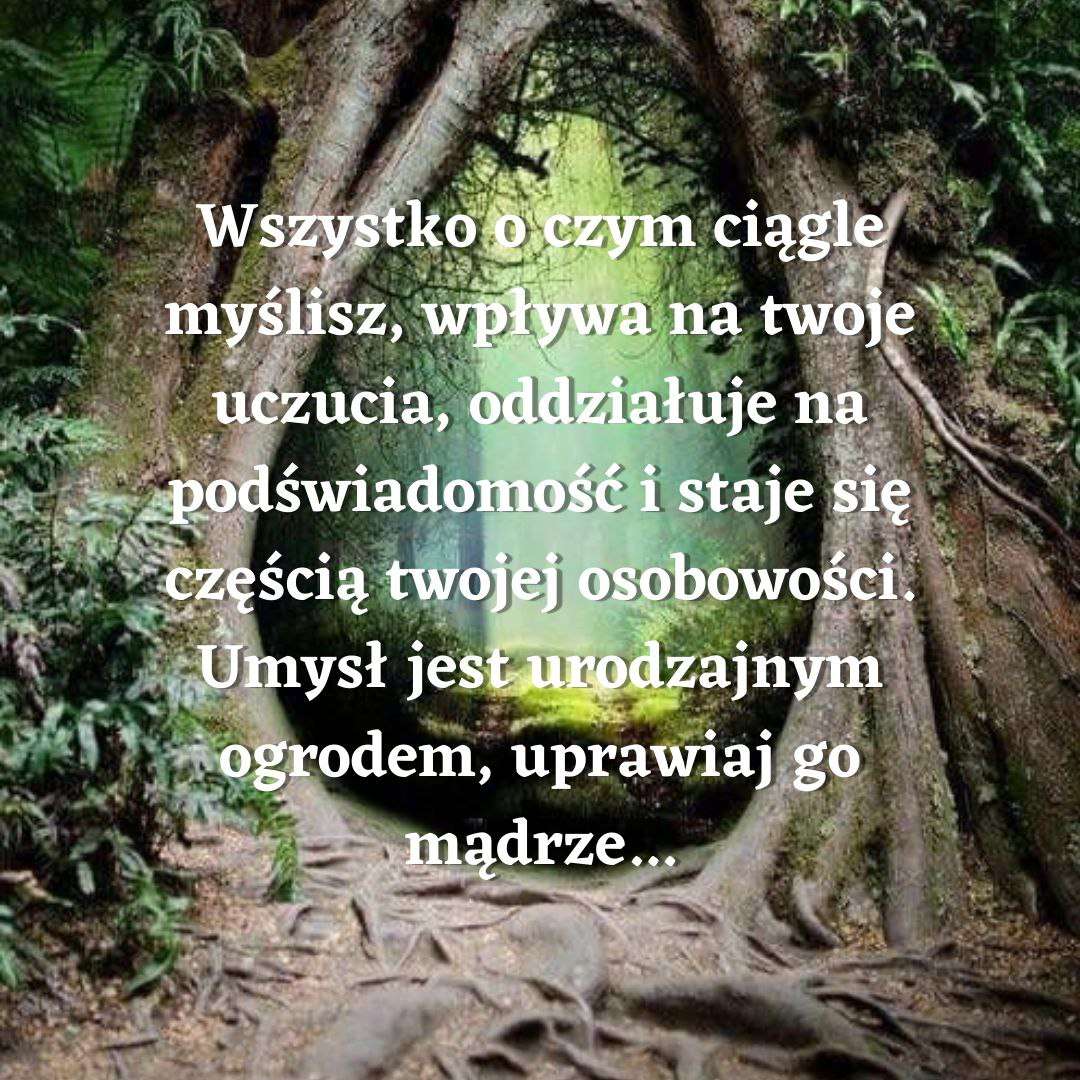 Wszystko o czym ciągle
myślisz, wpływa na twoje
uczucia, oddziałuje na
podświadomość i staje się
częścią twojej osobowości.
Umysł jest urodzajnym
ogrodem, uprawiaj go
mądrze...